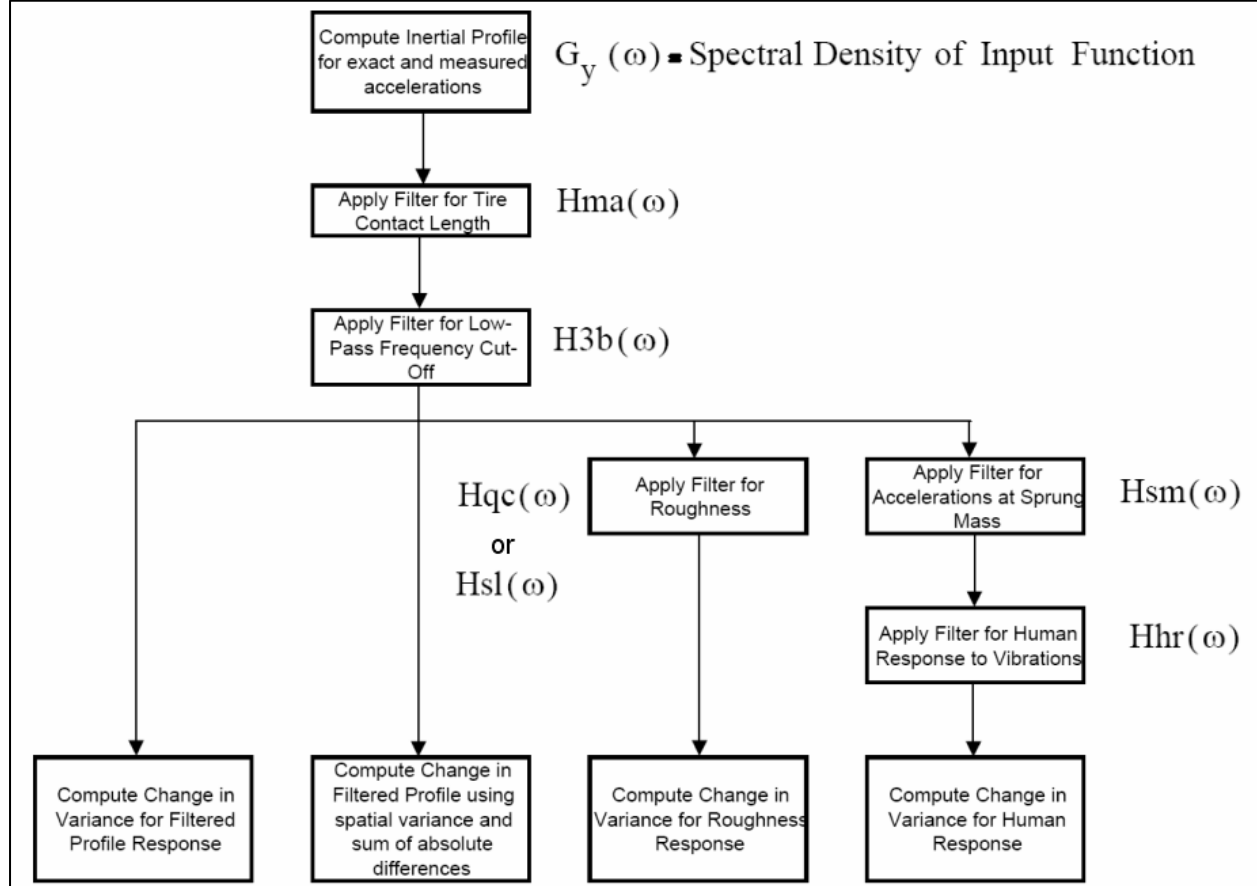 Compute Inertial Profile
for exact and measured
accelerations
G_y (ω) = Spectral Density of Input Function
Apply Filter for Tire
Contact Length
Hma(ω)
Apply Filter for Low-
Pass Frequency Cut-
Off
H3b(ω)
Hqc(ω)
or
Hsl(ω)
Apply Filter for
Roughness
Apply Filter for
Accelerations at Sprung
Mass
Hsm(ω)
Apply Filter for Human
Response to Vibrations
Hhr(ω)
Compute Change in
Variance for Filtered
Profile Response
Compute Change in
Filtered Profile using
spatial variance and
sum of absolute
differences
Compute Change in
Variance for Roughness
Response
Compute Change in
Variance for Human
Response